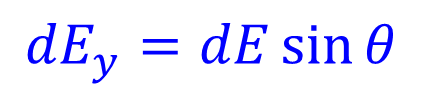 dE_y = dE sin θ